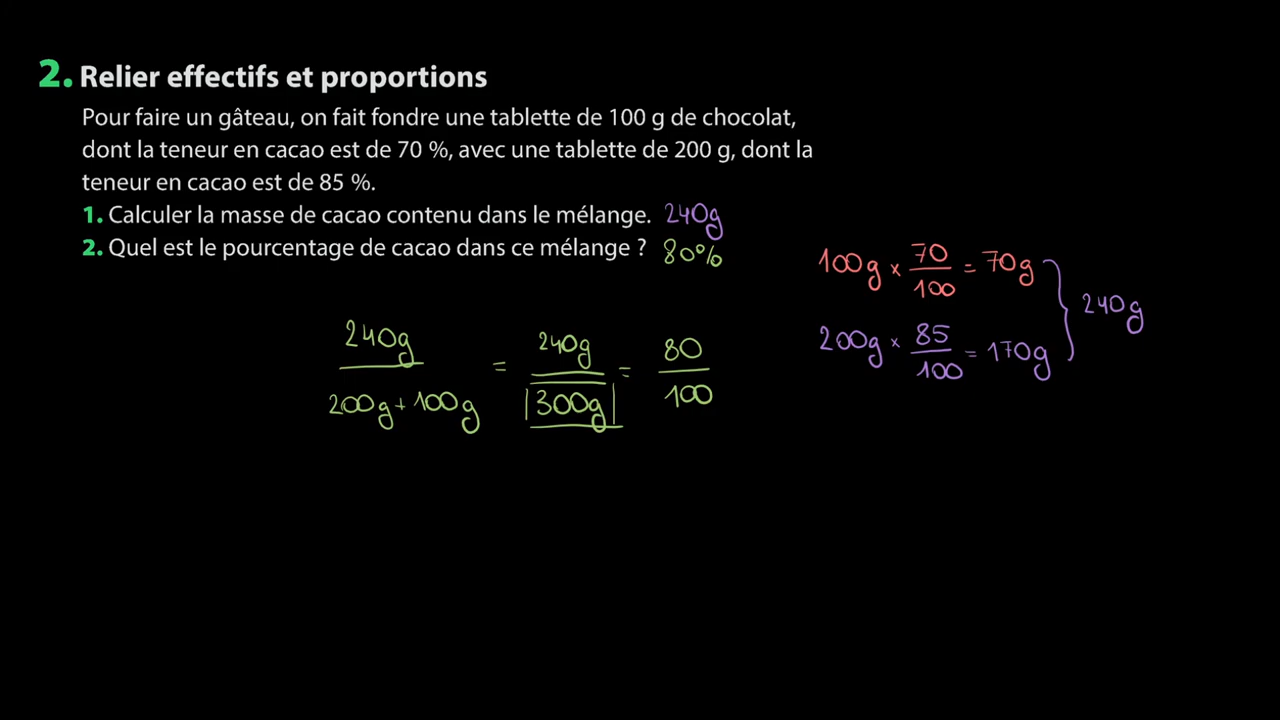 2. Relier effectifs et proportions
Pour faire un gâteau, on fait fondre une tablette de 100 g de chocolat,
dont la teneur en cacao est de 70 %, avec une tablette de 200 g, dont la
teneur en cacao est de 85 %.
1. Calculer la masse de cacao contenu dans le mélange. 240g
2. Quel est le pourcentage de cacao dans ce mélange ? 80%
100g × 70/100 = 70g
200g × 85/100 = 170g
240g
240g/200g+100g = 240g/300g = 80/100